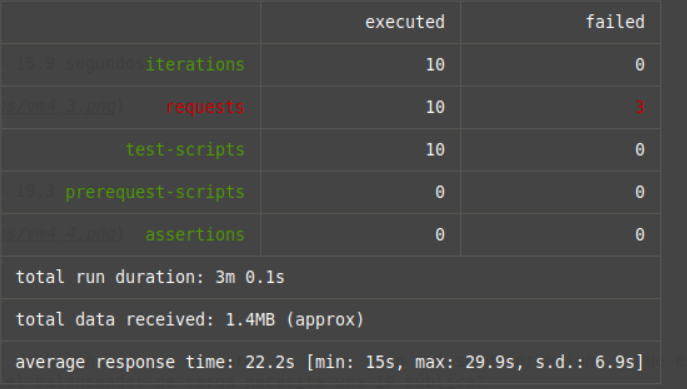 executed failed
iterations 10 0
requests 10 3
test-scripts 10 0
prerequest-scripts 0 0
assertions 0 0
total run duration: 3m 0.1s
total data received: 1.4MB (approx)
average response time: 22.2s [min: 15s, max: 29.9s, s.d.: 6.9s]